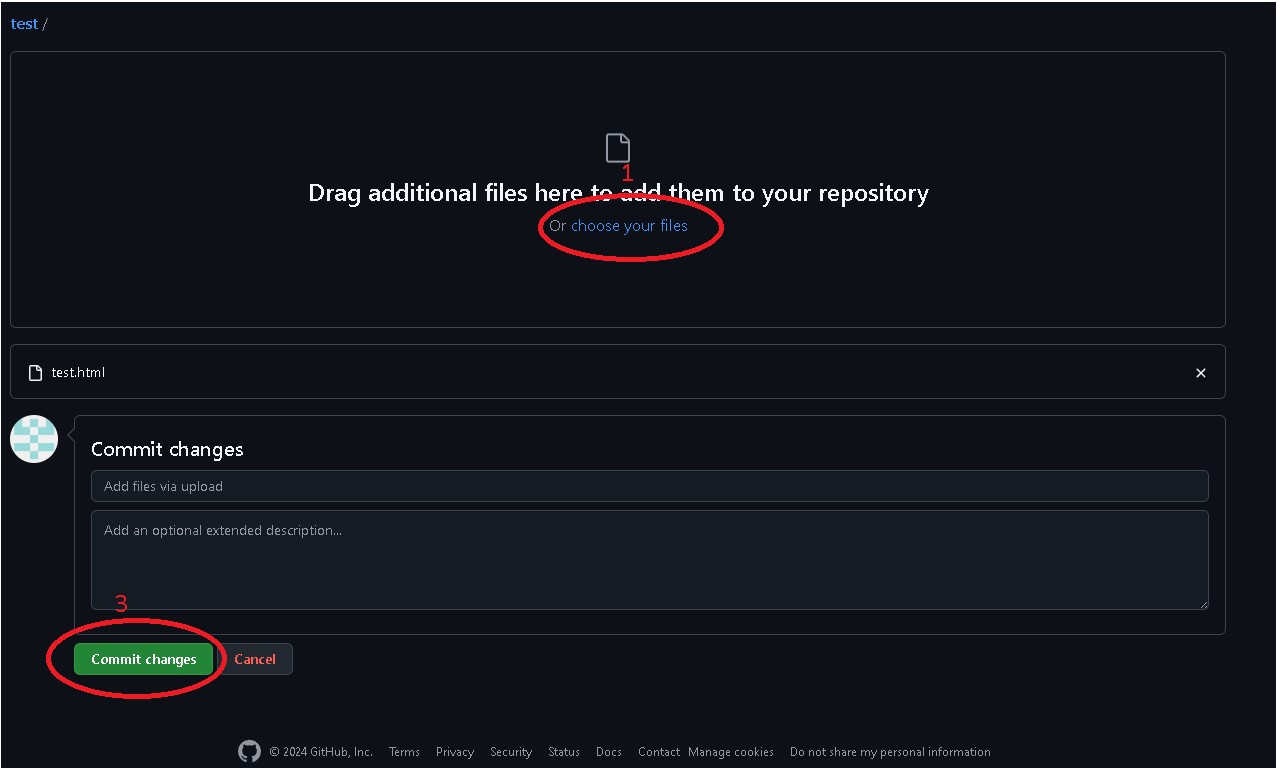 test /
1
Drag additional files here to add them to your repository
Or choose your files
test.html
Commit changes
Add files via upload
Add an optional extended description...
3
Commit changes Cancel
© 2024 GitHub, Inc. Terms Privacy Security Status Docs Contact Manage cookies Do not share my personal information